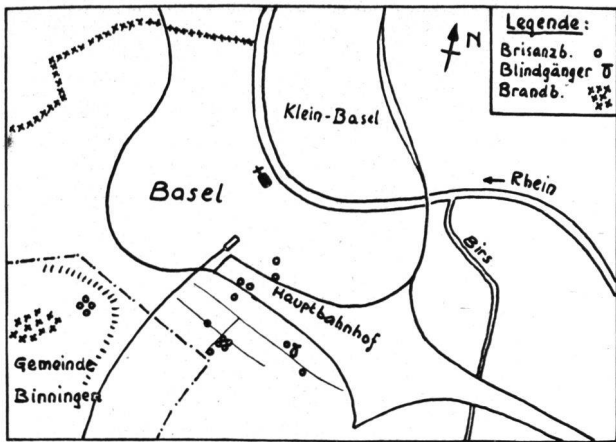 Legende:
Brisanzb.
Blindgänger
Brandb.
N
Klein-Basel
Basel
Rhein
Birs
Hauptbahnhof
Gemeinde
Binningen